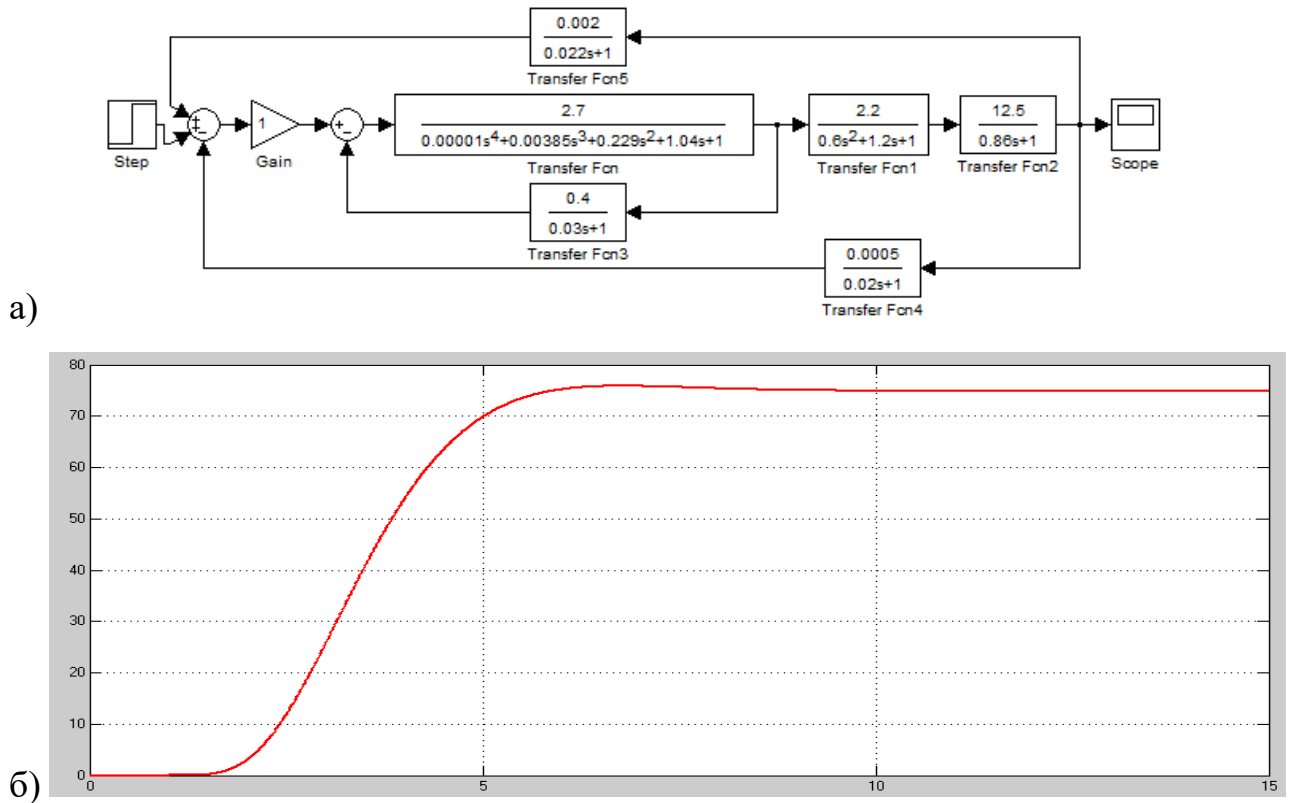 0.002
0.022s+1
Transfer Fcn5
Step
1
Gain
2.7
0.00001s⁴+0.00385s³+0.229s²+1.04s+1
Transfer Fcn
2.2
0.6s²+1.2s+1
Transfer Fcn1
12.5
0.86s+1
Transfer Fcn2
Scope
0.4
0.03s+1
Transfer Fcn3
0.0005
0.02s+1
Transfer Fcn4
а)
80
70
60
50
40
30
20
10
0
0 5 10 15
б)